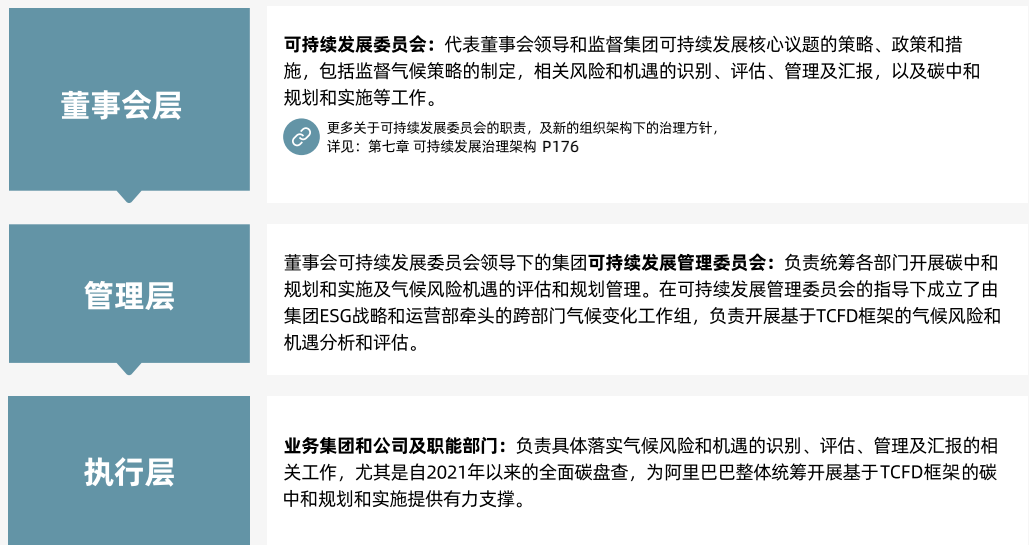 董事会层
可持续发展委员会：代表董事会领导和监督集团可持续发展核心议题的策略、政策和措
施，包括监督气候策略的制定，相关风险和机遇的识别、评估、管理及汇报，以及碳中和
规划和实施等工作。
更多关于可持续发展委员会的职责，及新的组织架构下的治理方针，
详见：第七章 可持续发展治理架构 P176
管理层
董事会可持续发展委员会领导下的集团可持续发展管理委员会：负责统筹各部门开展碳中和
规划和实施及气候风险机遇的评估和规划管理。在可持续发展管理委员会的指导下成立了由
集团ESG战略和运营部牵头的跨部门气候变化工作组，负责开展基于TCFD框架的气候风险和
机遇分析和评估。
执行层
业务集团和公司及职能部门：负责具体落实气候风险和机遇的识别、评估、管理及汇报的相
关工作，尤其是自2021年以来的全面碳盘查，为阿里巴巴整体统筹开展基于TCFD框架的碳
中和规划和实施提供有力支撑。